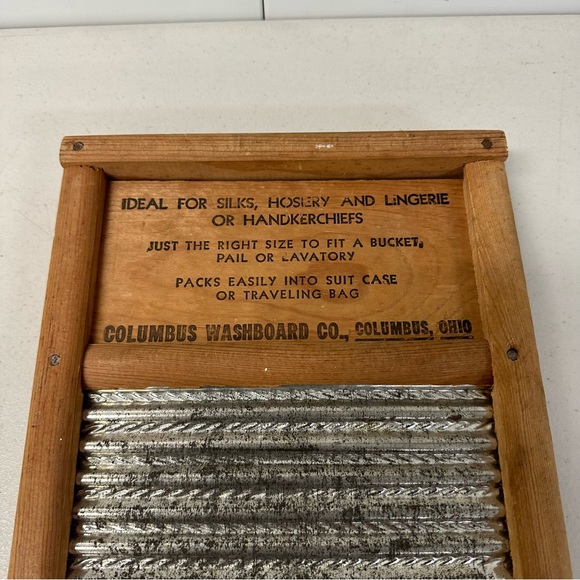 IDEAL FOR SILKS, HOSIERY AND LINGERIE
OR HANDKERCHIEFS
JUST THE RIGHT SIZE TO FIT A BUCKET,
PAIL OR LAVATORY
PACKS EASILY INTO SUIT CASE
OR TRAVELING BAG
COLUMBUS WASHBOARD CO., COLUMBUS, OHIO